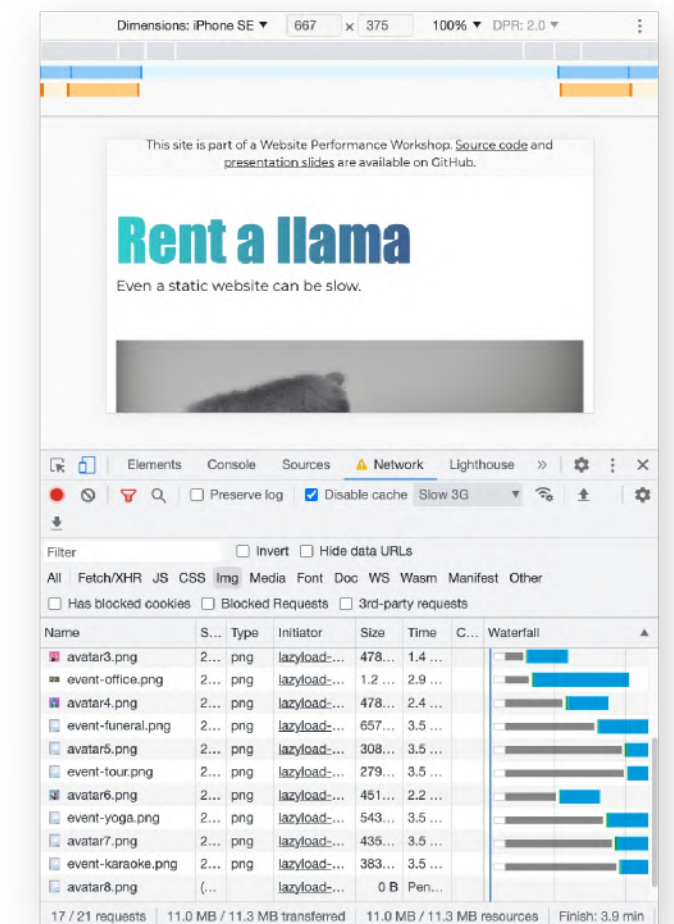 Dimensions: iPhone SE ▼ 667 × 375 100% ▼ DPR: 2.0 ▼
This site is part of a Website Performance Workshop. Source code and
presentation slides are available on GitHub.
Rent a llama
Even a static website can be slow.
Elements Console Sources Network Lighthouse »
Preserve log Disable cache Slow 3G ▼
Filter Invert Hide data URLs
All Fetch/XHR JS CSS Img Media Font Doc WS Wasm Manifest Other
Has blocked cookies Blocked Requests 3rd-party requests
Name S... Type Initiator Size Time C... Waterfall
avatar3.png 2... png lazyload-... 478... 1.4 ...
event-office.png 2... png lazyload-... 1.2 ... 2.9 ...
avatar4.png 2... png lazyload-... 478... 2.4 ...
event-funeral.png 2... png lazyload-... 657... 3.5 ...
avatar5.png 2... png lazyload-... 308... 3.5 ...
event-tour.png 2... png lazyload-... 279... 3.5 ...
avatar6.png 2... png lazyload-... 451... 2.2 ...
event-yoga.png 2... png lazyload-... 543... 3.5 ...
avatar7.png 2... png lazyload-... 435... 3.5 ...
event-karaoke.png 2... png lazyload-... 383... 3.5 ...
avatar8.png (... lazyload-... 0 B Pen...
17 / 21 requests 11.0 MB / 11.3 MB transferred 11.0 MB / 11.3 MB resources Finish: 3.9 min